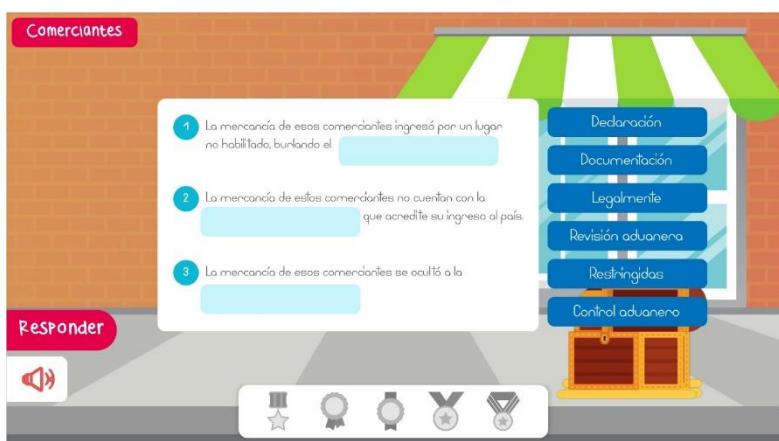 Comerciantes
1 La mercancía de esos comerciantes ingresó por un lugar
no habilitado, burlando el
2 La mercancía de estos comerciantes no cuentan con la
que acredite su ingreso al país.
3 La mercancía de esos comerciantes se ocultó a la
Declaración
Documentación
Legalmente
Revisión aduanera
Restringidas
Control aduanero
Responder